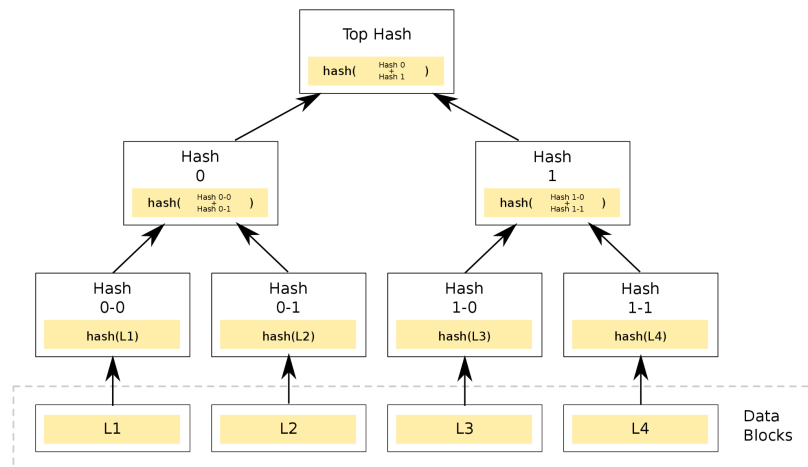 Top Hash
hash( Hash 0 + Hash 1 )
Hash
0
hash( Hash 0-0 + Hash 0-1 )
Hash
1
hash( Hash 1-0 + Hash 1-1 )
Hash
0-0
hash(L1)
Hash
0-1
hash(L2)
Hash
1-0
hash(L3)
Hash
1-1
hash(L4)
L1
L2
L3
L4
Data
Blocks